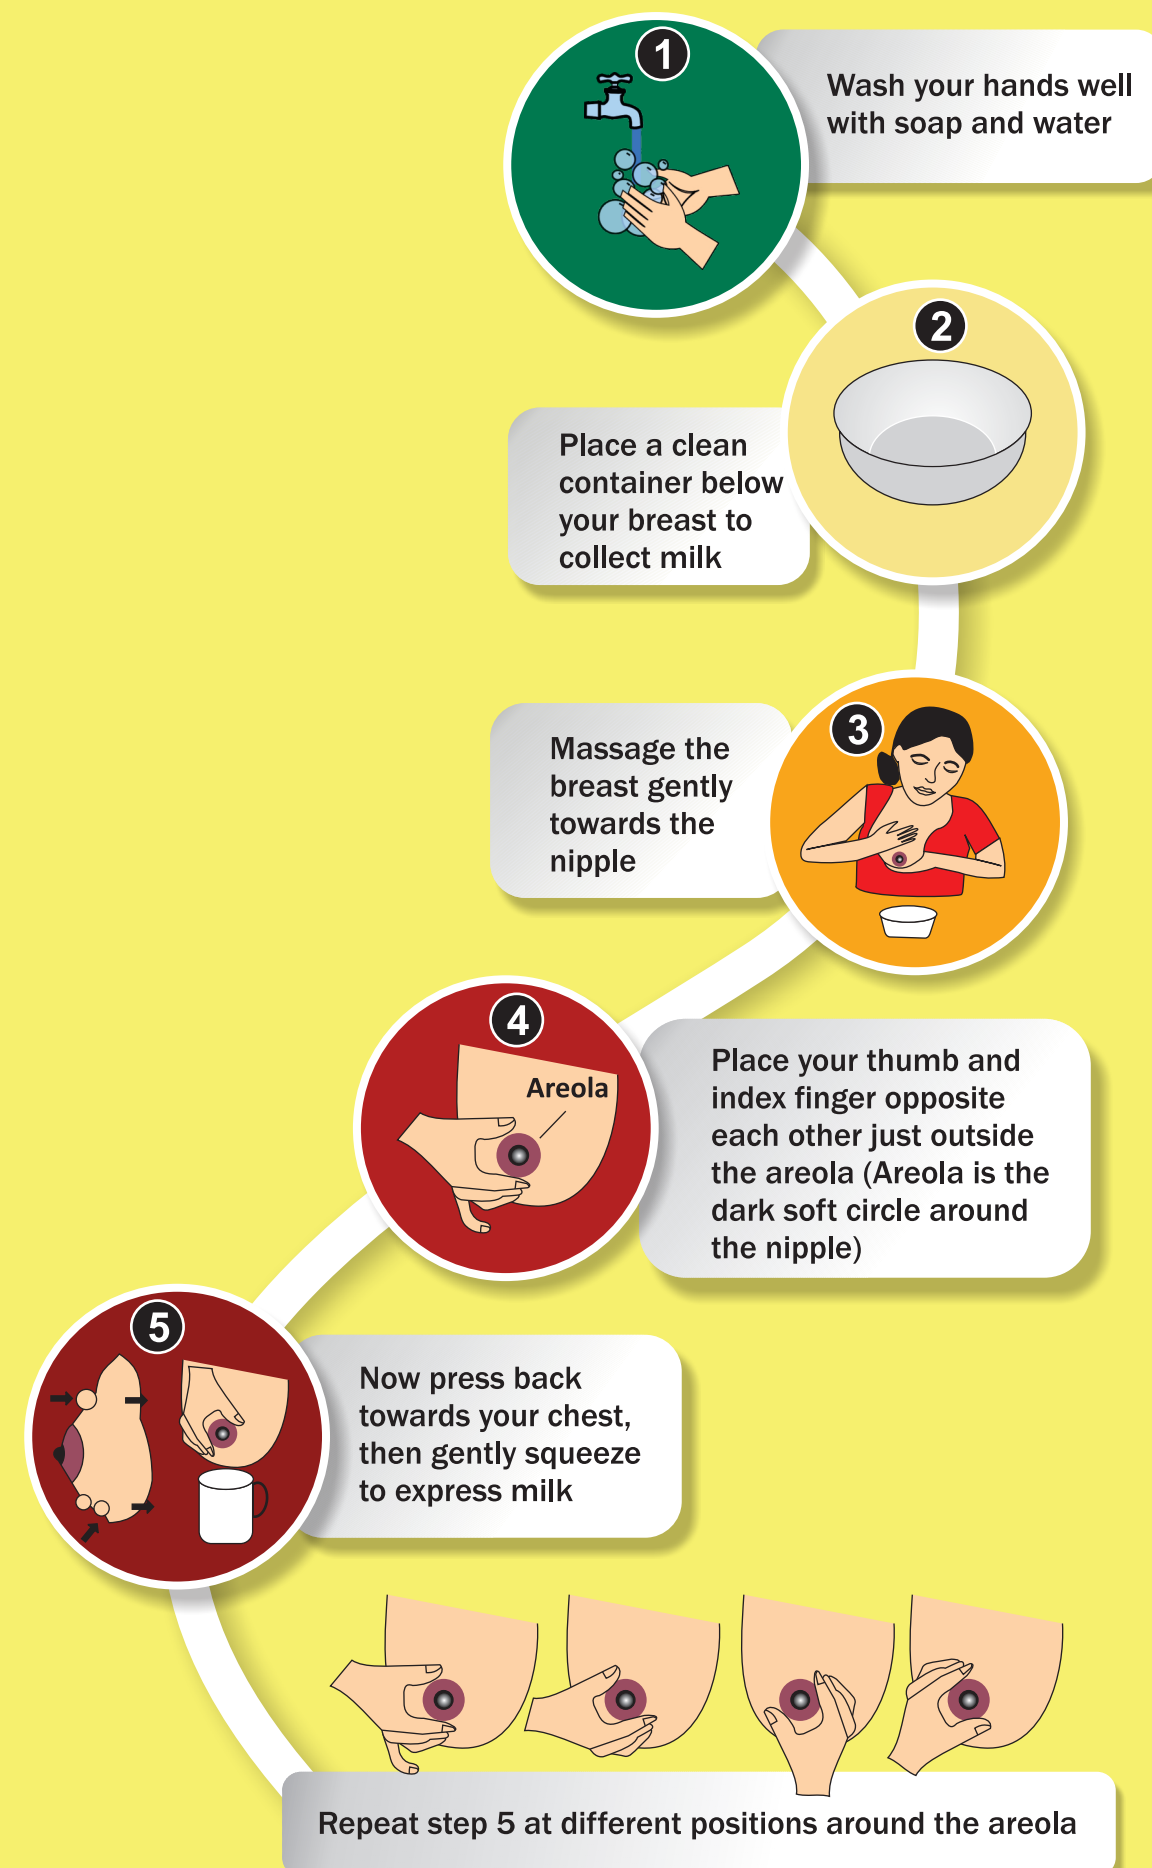 1
Wash your hands well
with soap and water
2
Place a clean
container below
your breast to
collect milk
3
Massage the
breast gently
towards the
nipple
4
Areola
Place your thumb and
index finger opposite
each other just outside
the areola (Areola is the
dark soft circle around
the nipple)
5
Now press back
towards your chest,
then gently squeeze
to express milk
Repeat step 5 at different positions around the areola